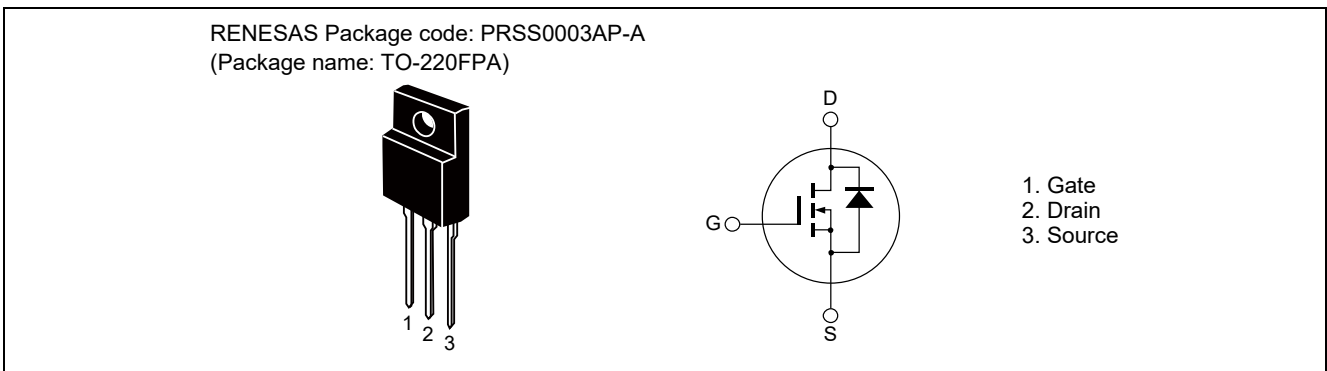 RENESAS Package code: PRSS0003AP-A
(Package name: TO-220FPA)
1
2
3
D
G
S
1. Gate
2. Drain
3. Source